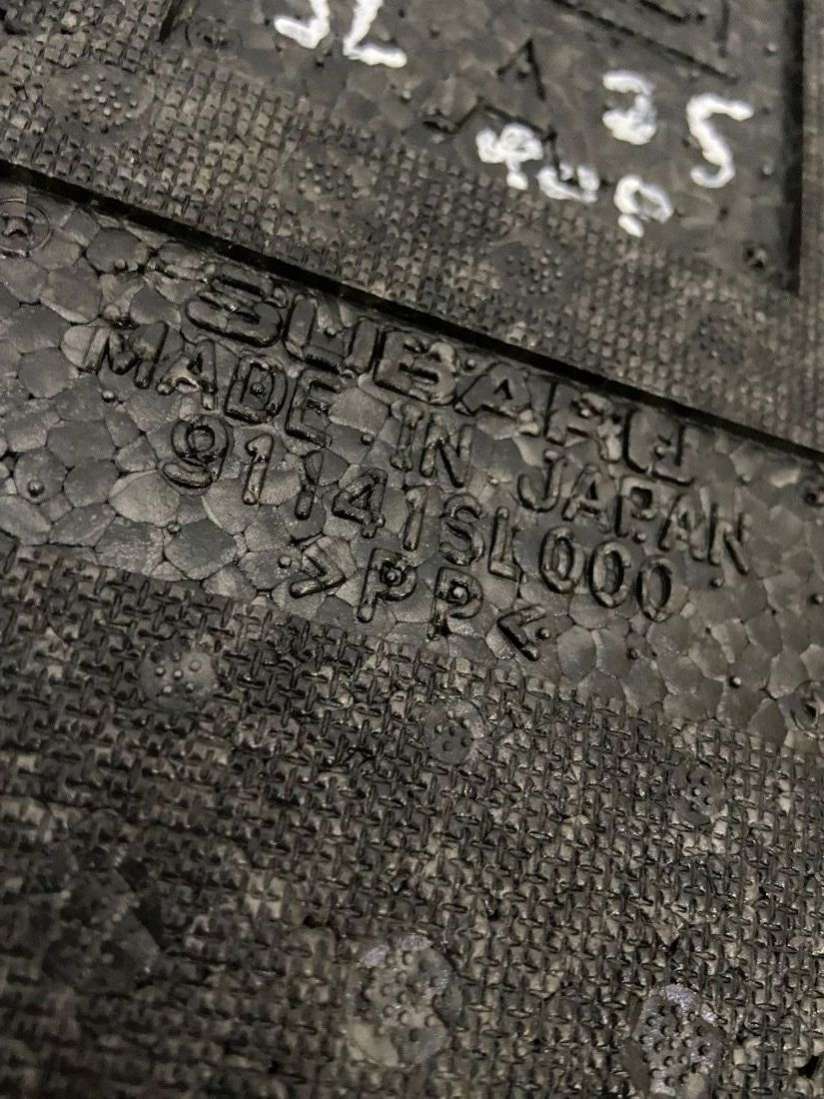 SUBARU
MADE IN JAPAN
91141SL000
>PP<